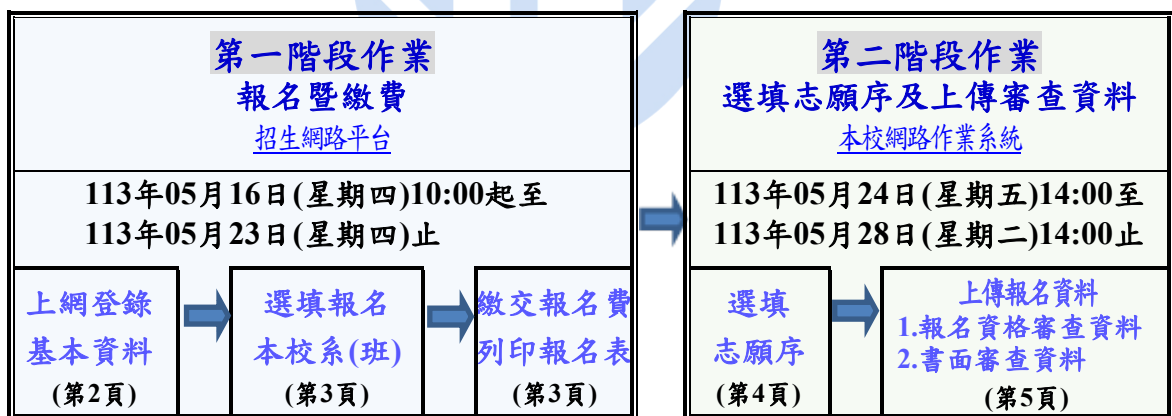 第一階段作業
報名暨繳費
招生網路平台
113年05月16日(星期四)10:00起至
113年05月23日(星期四)止
上網登錄
基本資料
(第2頁)
選填報名
本校系(班)
(第3頁)
繳交報名費
列印報名表
(第3頁)
第二階段作業
選填志願序及上傳審查資料
本校網路作業系統
113年05月24日(星期五)14:00至
113年05月28日(星期二)14:00止
選填
志願序
(第4頁)
上傳報名資料
1.報名資格審查資料
2.書面審查資料
(第5頁)